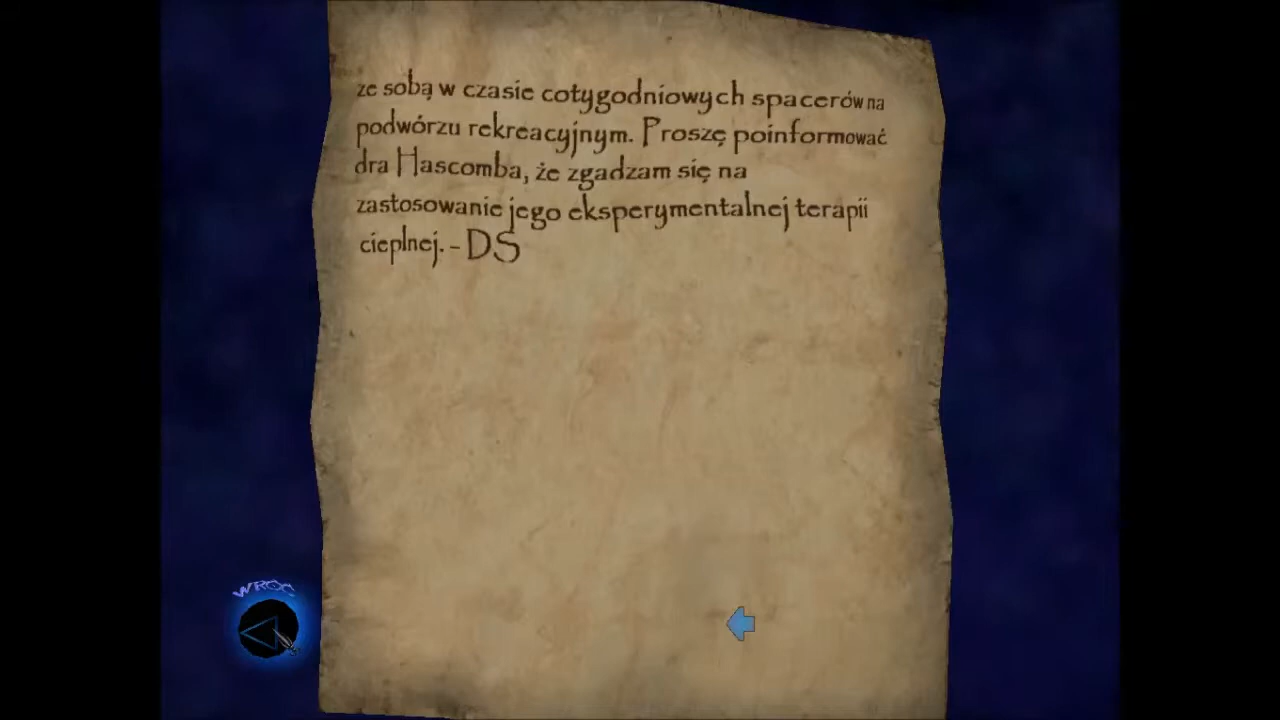 ze sobą w czasie cotygodniowych spacerów na
podwórzu rekreacyjnym. Proszę poinformować
dra Hascomba, że zgadzam się na
zastosowanie jego eksperymentalnej terapii
cieplnej. - DS
WRÓĆ